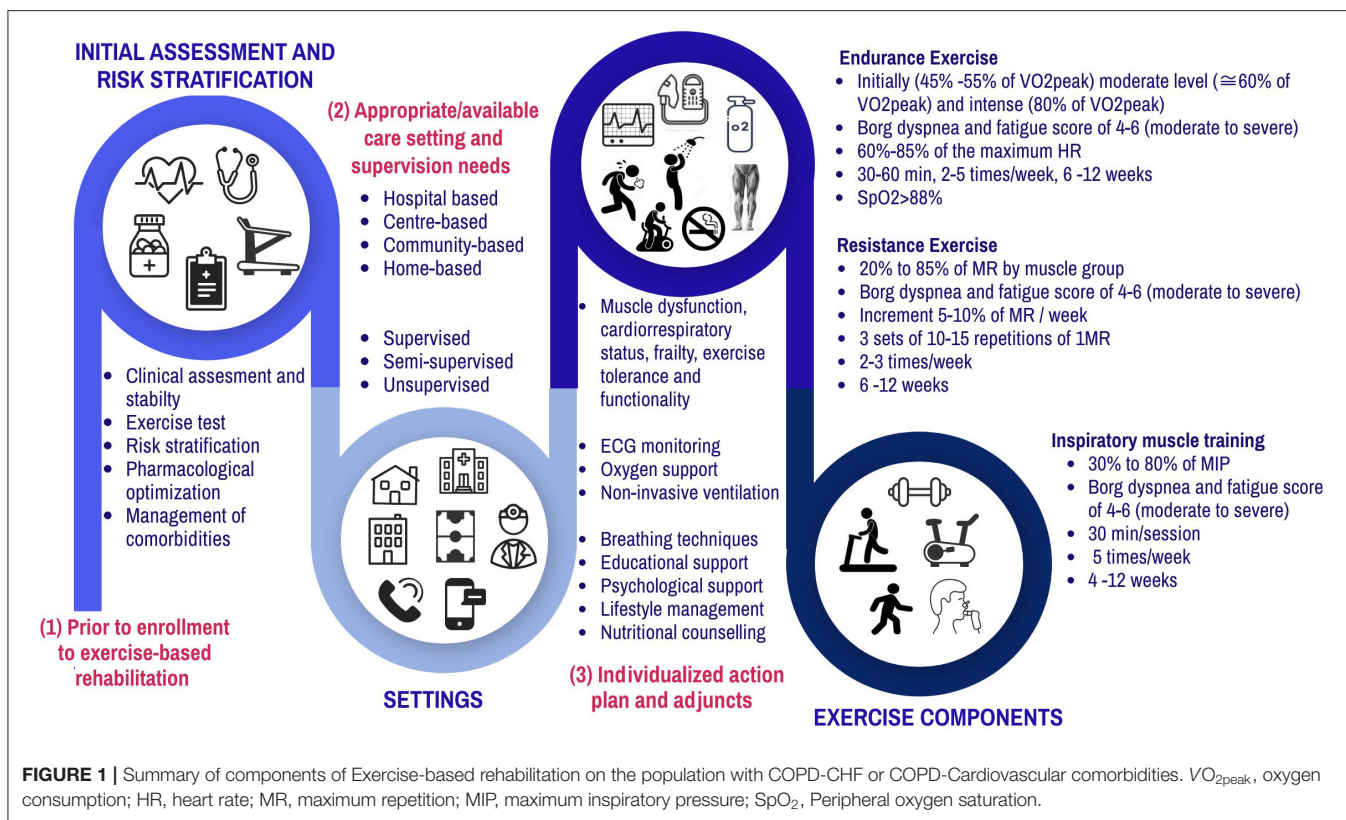 INITIAL ASSESSMENT AND
RISK STRATIFICATION
• Clinical assesment and
stabilty
• Exercise test
• Risk stratification
• Pharmacological
optimization
• Management of
comorbidities
(1) Prior to enrollment
to exercise-based
rehabilitation
(2) Appropriate/available
care setting and
supervision needs
• Hospital based
• Centre-based
• Community-based
• Home-based
• Supervised
• Semi-supervised
• Unsupervised
SETTINGS
o2
• Muscle dysfunction,
cardiorrespiratory
status, frailty, exercise
tolerance and
functionality
• ECG monitoring
• Oxygen support
• Non-invasive ventilation
• Breathing techniques
• Educational support
• Psychological support
• Lifestyle management
• Nutritional counselling
(3) Individualized action
plan and adjuncts
Endurance Exercise
• Initially (45% -55% of VO2peak) moderate level (≅60% of
VO2peak) and intense (80% of VO2peak)
• Borg dyspnea and fatigue score of 4-6 (moderate to severe)
• 60%-85% of the maximum HR
• 30-60 min, 2-5 times/week, 6 -12 weeks
• SpO2>88%
Resistance Exercise
• 20% to 85% of MR by muscle group
• Borg dyspnea and fatigue score of 4-6 (moderate to severe)
• Increment 5-10% of MR / week
• 3 sets of 10-15 repetitions of 1MR
• 2-3 times/week
• 6 -12 weeks
Inspiratory muscle training
• 30% to 80% of MIP
• Borg dyspnea and fatigue score
of 4-6 (moderate to severe)
• 30 min/session
• 5 times/week
• 4 -12 weeks
EXERCISE COMPONENTS
FIGURE 1 | Summary of components of Exercise-based rehabilitation on the population with COPD-CHF or COPD-Cardiovascular comorbidities. VO2peak, oxygen
consumption; HR, heart rate; MR, maximum repetition; MIP, maximum inspiratory pressure; SpO2, Peripheral oxygen saturation.